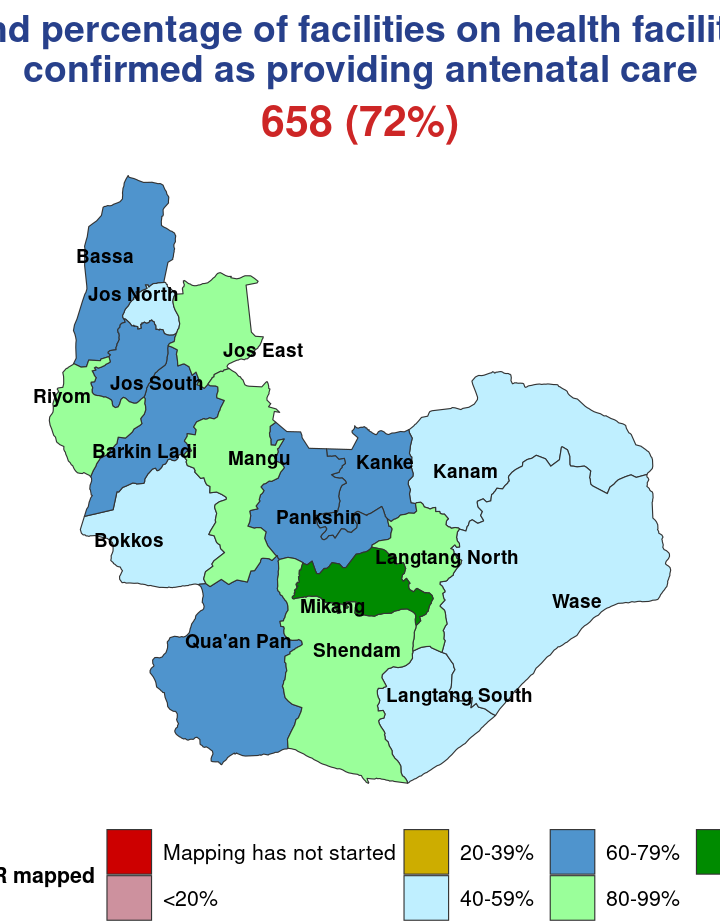 percentage of facilities on health
confirmed as providing antenatal care
658 (72%)
Bassa
Jos North
Jos East
Riyom
Jos South
Barkin Ladi
Mangu
Kanke
Kanam
Pankshin
Bokkos
Langtang North
Mikang
Wase
Qua'an Pan
Shendam
Langtang South
Mapping has not started
20-39%
60-79%
R mapped
<20%
40-59%
80-99%